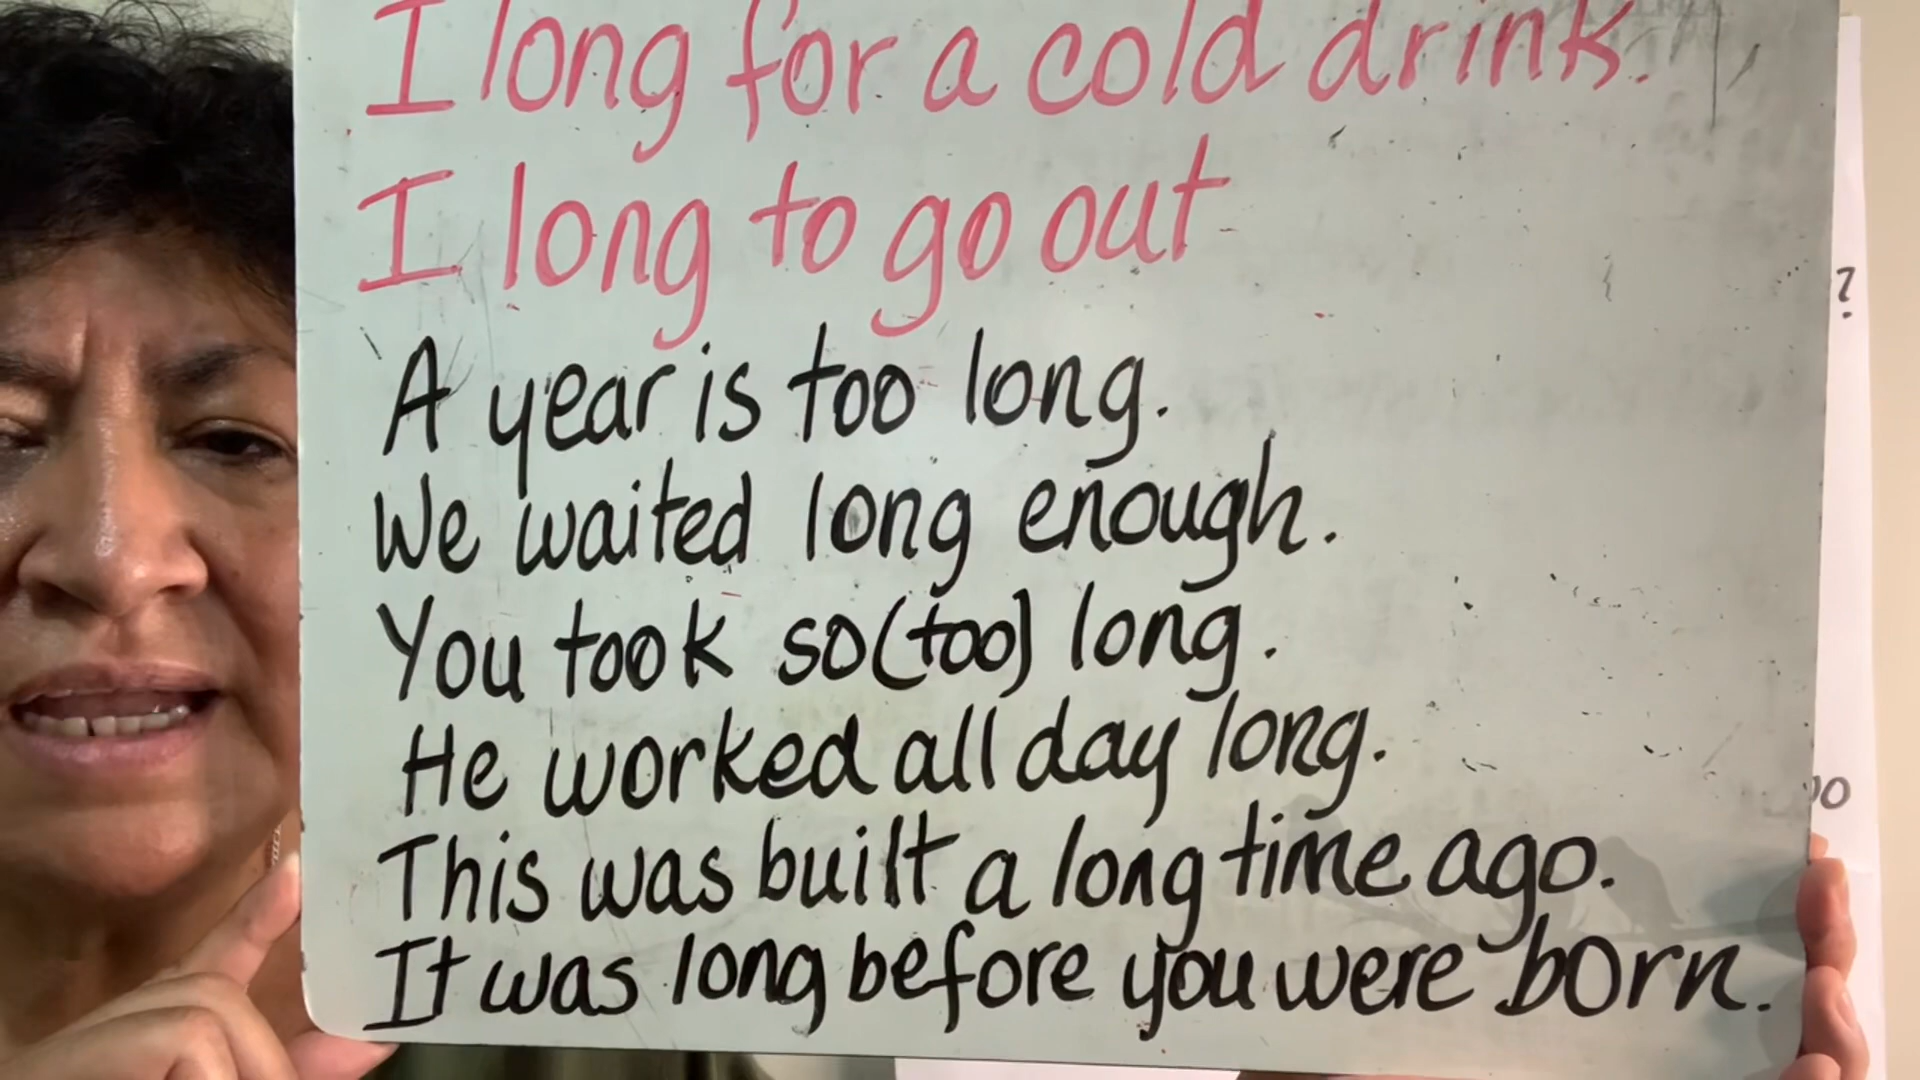 I long for a cold drink.
I long to go out
A year is too long.
We waited long enough.
You took so (too) long.
He worked all day long.
This was built a long time ago.
It was long before you were born.
?